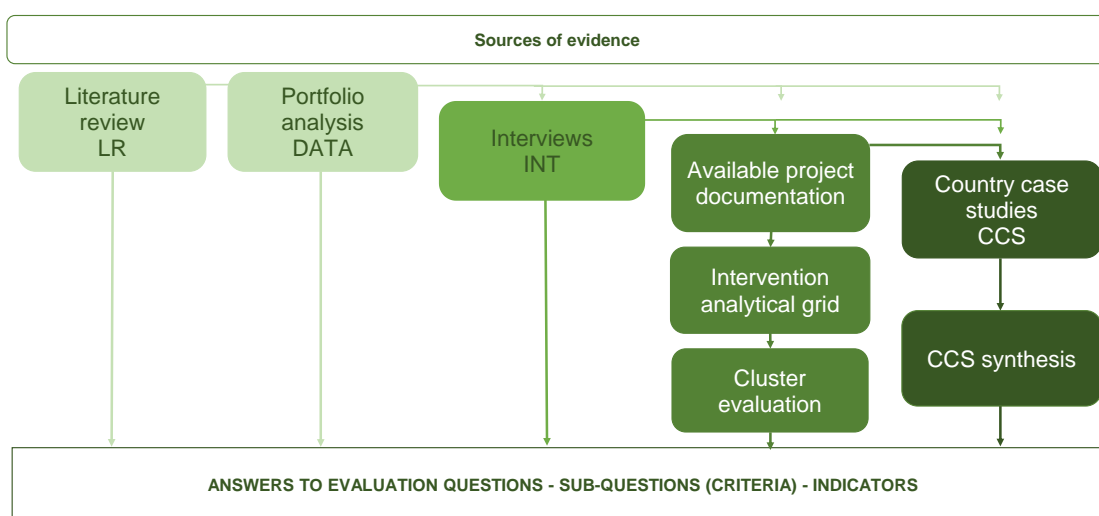 Sources of evidence
Literature
review
LR
Portfolio
analysis
DATA
Interviews
INT
Available project
documentation
Country case
studies
CCS
Intervention
analytical grid
CCS synthesis
Cluster
evaluation
ANSWERS TO EVALUATION QUESTIONS - SUB-QUESTIONS (CRITERIA) - INDICATORS